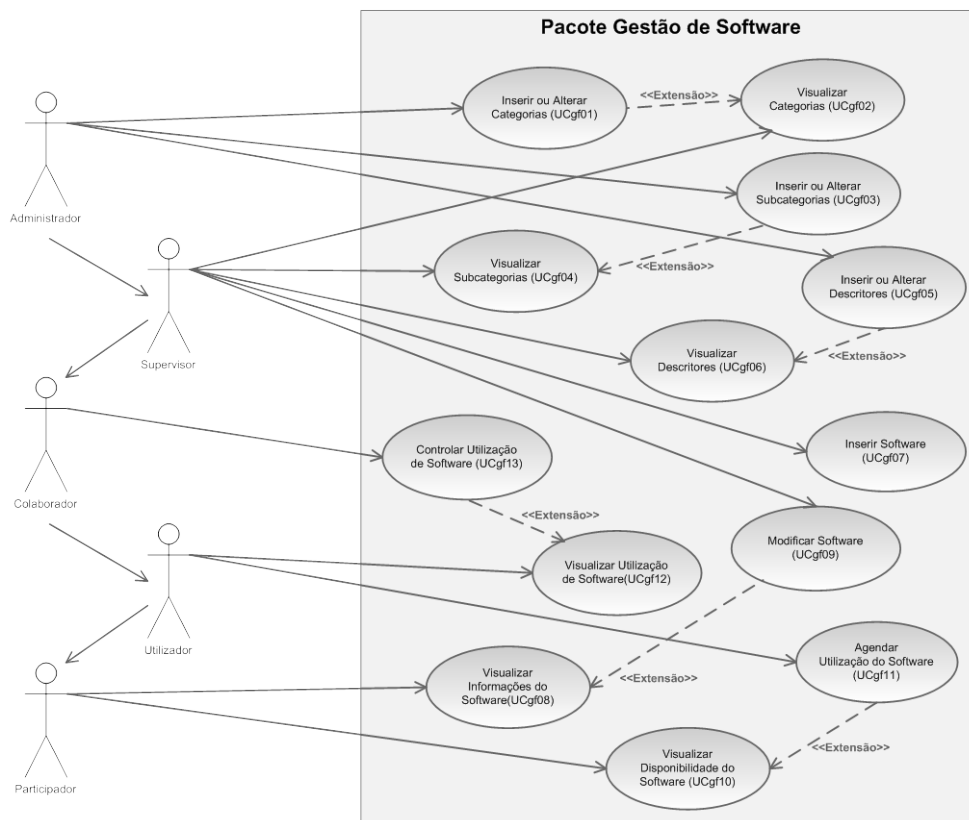 Pacote Gestão de Software
Inserir ou Alterar
Categorias (UCgf01)
<<Extensão>>
Visualizar
Categorias (UCgf02)
Administrador
Inserir ou Alterar
Subcategorias (UCgf03)
Visualizar
Subcategorias (UCgf04)
<<Extensão>>
Inserir ou Alterar
Descritores (UCgf05)
Supervisor
Visualizar
Descritores (UCgf06)
<<Extensão>>
Controlar Utilização
de Software (UCgf13)
Inserir Software
(UCgf07)
Colaborador
<<Extensão>>
Modificar Software
(UCgf09)
Visualizar Utilização
de Software(UCgf12)
Utilizador
Agendar
Utilização do Software
(UCgf11)
Visualizar
Informações do
Software(UCgf08)
<<Extensão>>
<<Extensão>>
Visualizar
Disponibilidade do
Software (UCgf10)
Participador